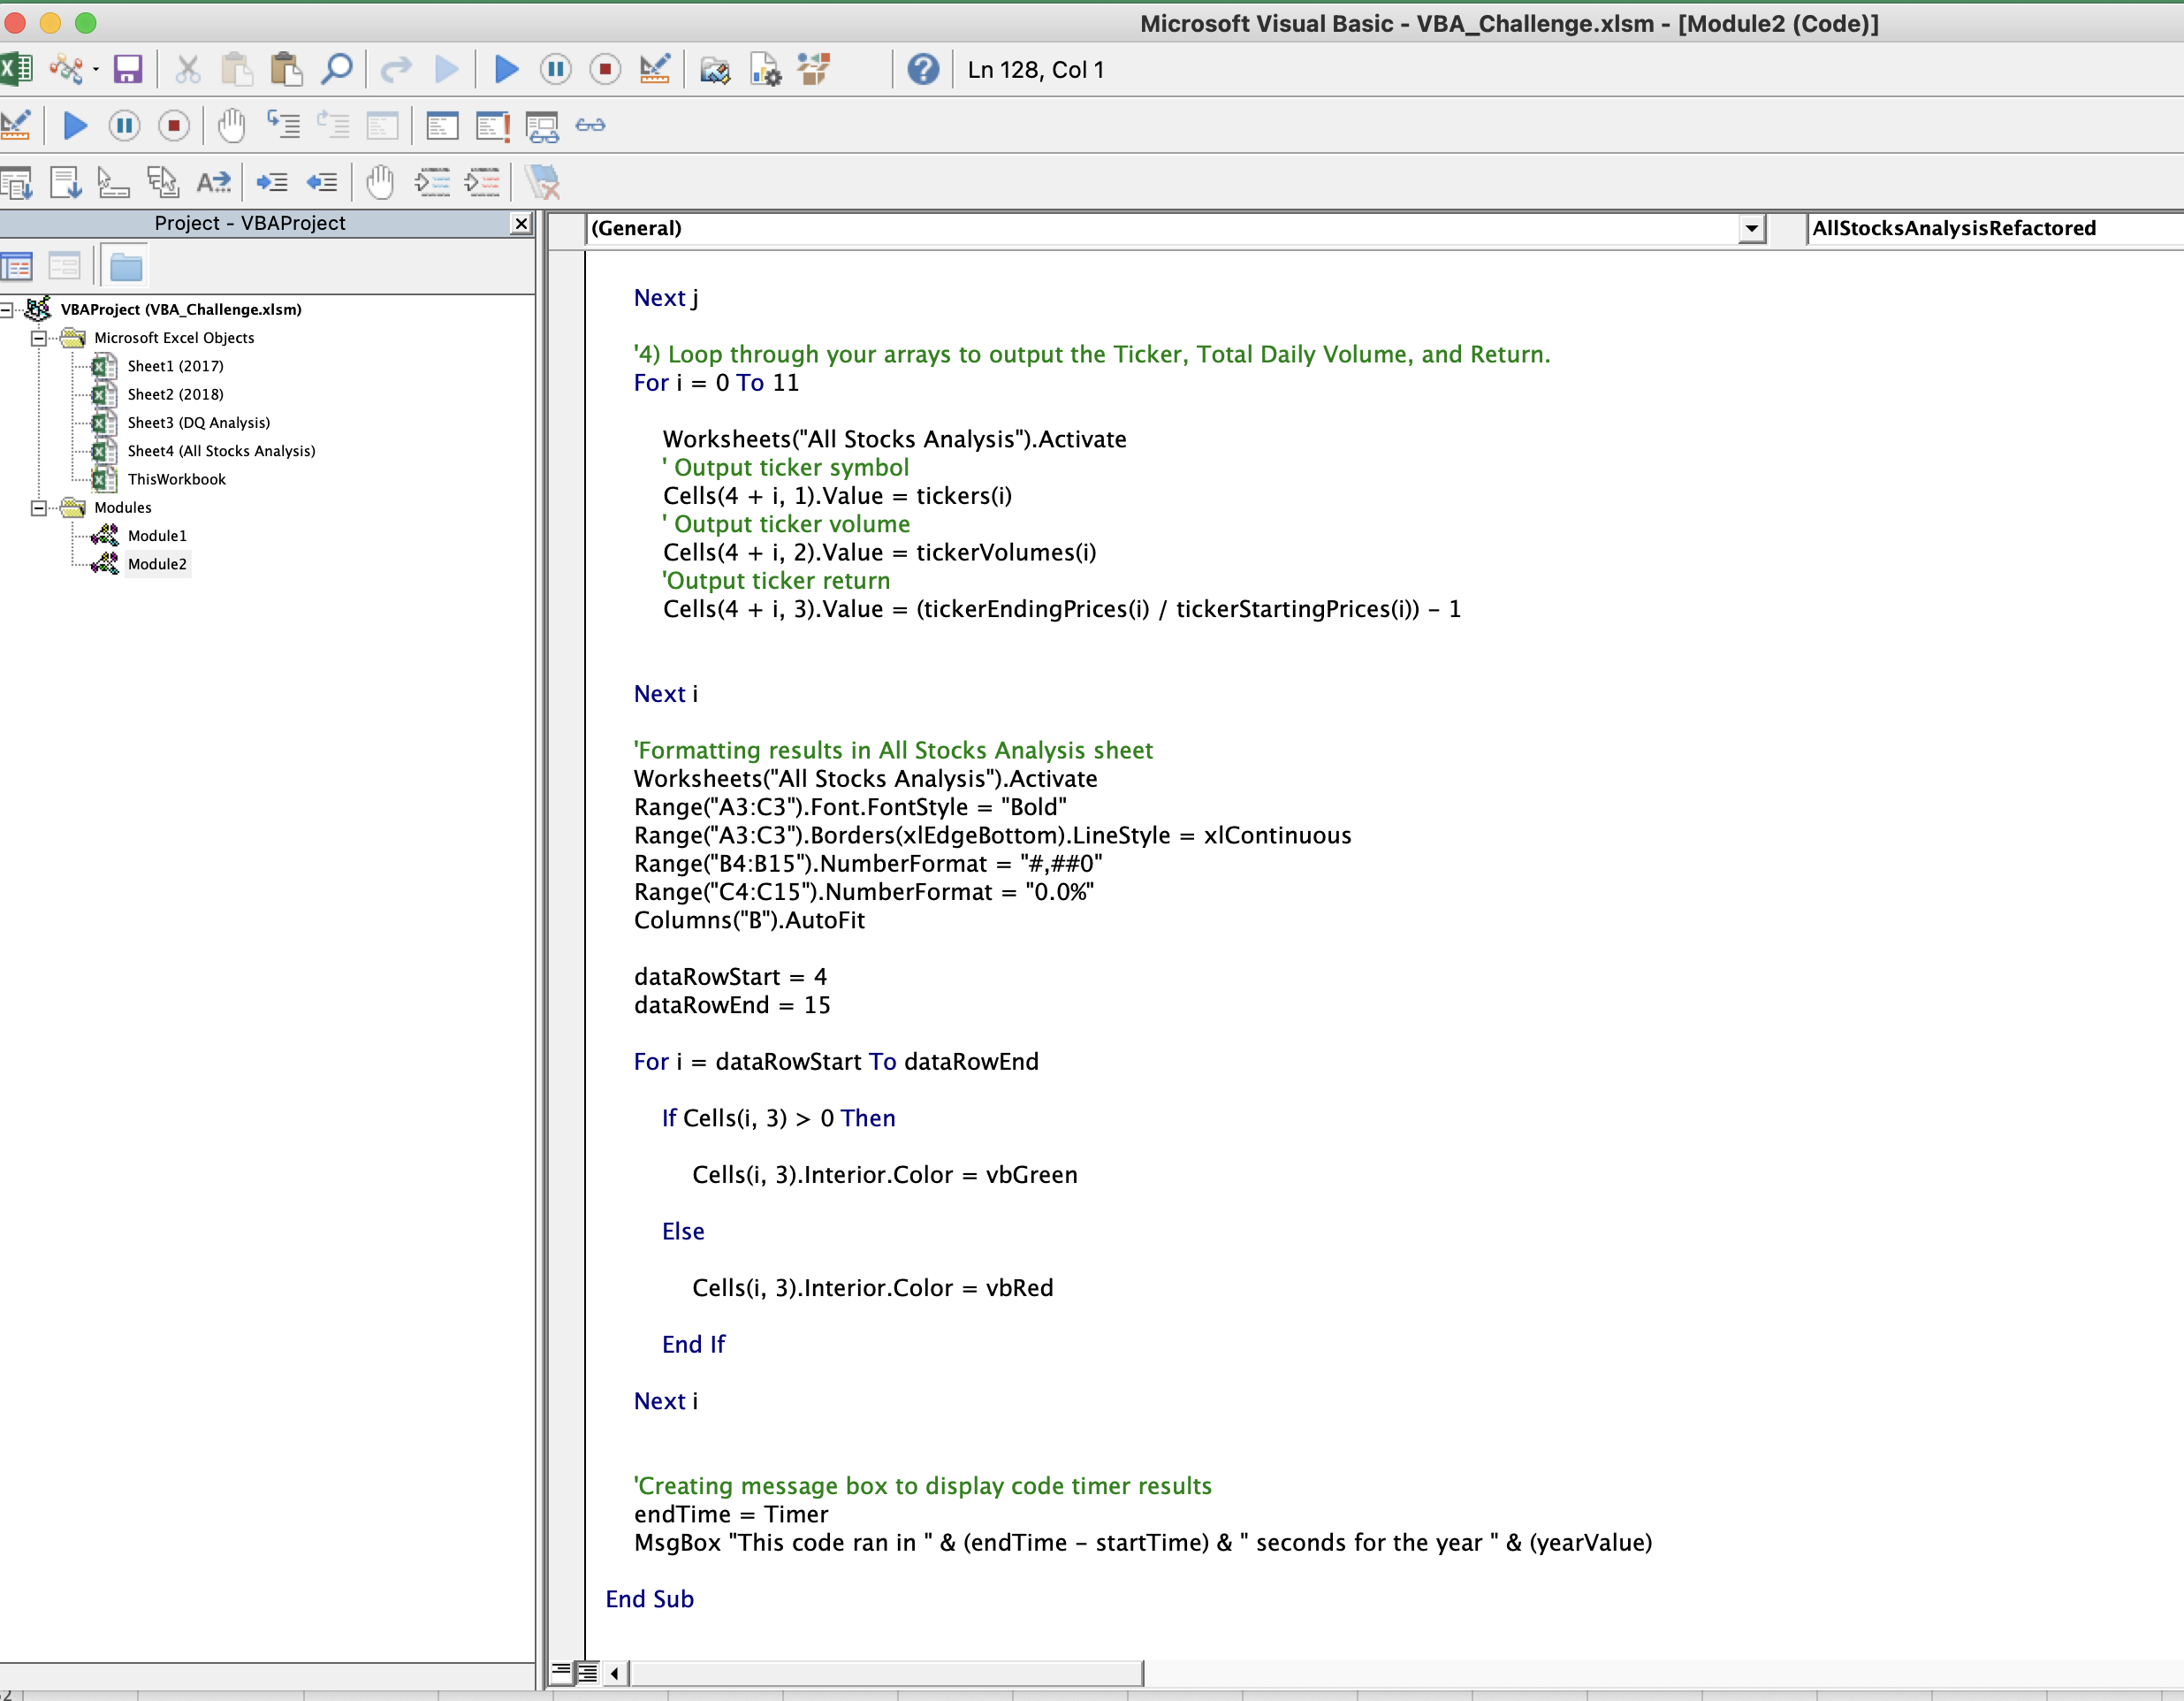 Microsoft Visual Basic - VBA_Challenge.xlsm - [Module2 (Code)]
Ln 128, Col 1
Project - VBAProject
VBAProject (VBA_Challenge.xlsm)
Microsoft Excel Objects
Sheet1 (2017)
Sheet2 (2018)
Sheet3 (DQ Analysis)
Sheet4 (All Stocks Analysis)
ThisWorkbook
Modules
Module1
Module2
(General)
AllStocksAnalysisRefactored
Next j
'4) Loop through your arrays to output the Ticker, Total Daily Volume, and Return.
For i = 0 To 11
Worksheets("All Stocks Analysis").Activate
' Output ticker symbol
Cells(4 + i, 1).Value = tickers(i)
' Output ticker volume
Cells(4 + i, 2).Value = tickerVolumes(i)
'Output ticker return
Cells(4 + i, 3).Value = (tickerEndingPrices(i) / tickerStartingPrices(i)) - 1
Next i
'Formatting results in All Stocks Analysis sheet
Worksheets("All Stocks Analysis").Activate
Range("A3:C3").Font.FontStyle = "Bold"
Range("A3:C3").Borders(xlEdgeBottom).LineStyle = xlContinuous
Range("B4:B15").NumberFormat = "#,##0"
Range("C4:C15").NumberFormat = "0.0%"
Columns("B").AutoFit
dataRowStart = 4
dataRowEnd = 15
For i = dataRowStart To dataRowEnd
If Cells(i, 3) > 0 Then
Cells(i, 3).Interior.Color = vbGreen
Else
Cells(i, 3).Interior.Color = vbRed
End If
Next i
'Creating message box to display code timer results
endTime = Timer
MsgBox "This code ran in " & (endTime - startTime) & " seconds for the year " & (yearValue)
End Sub